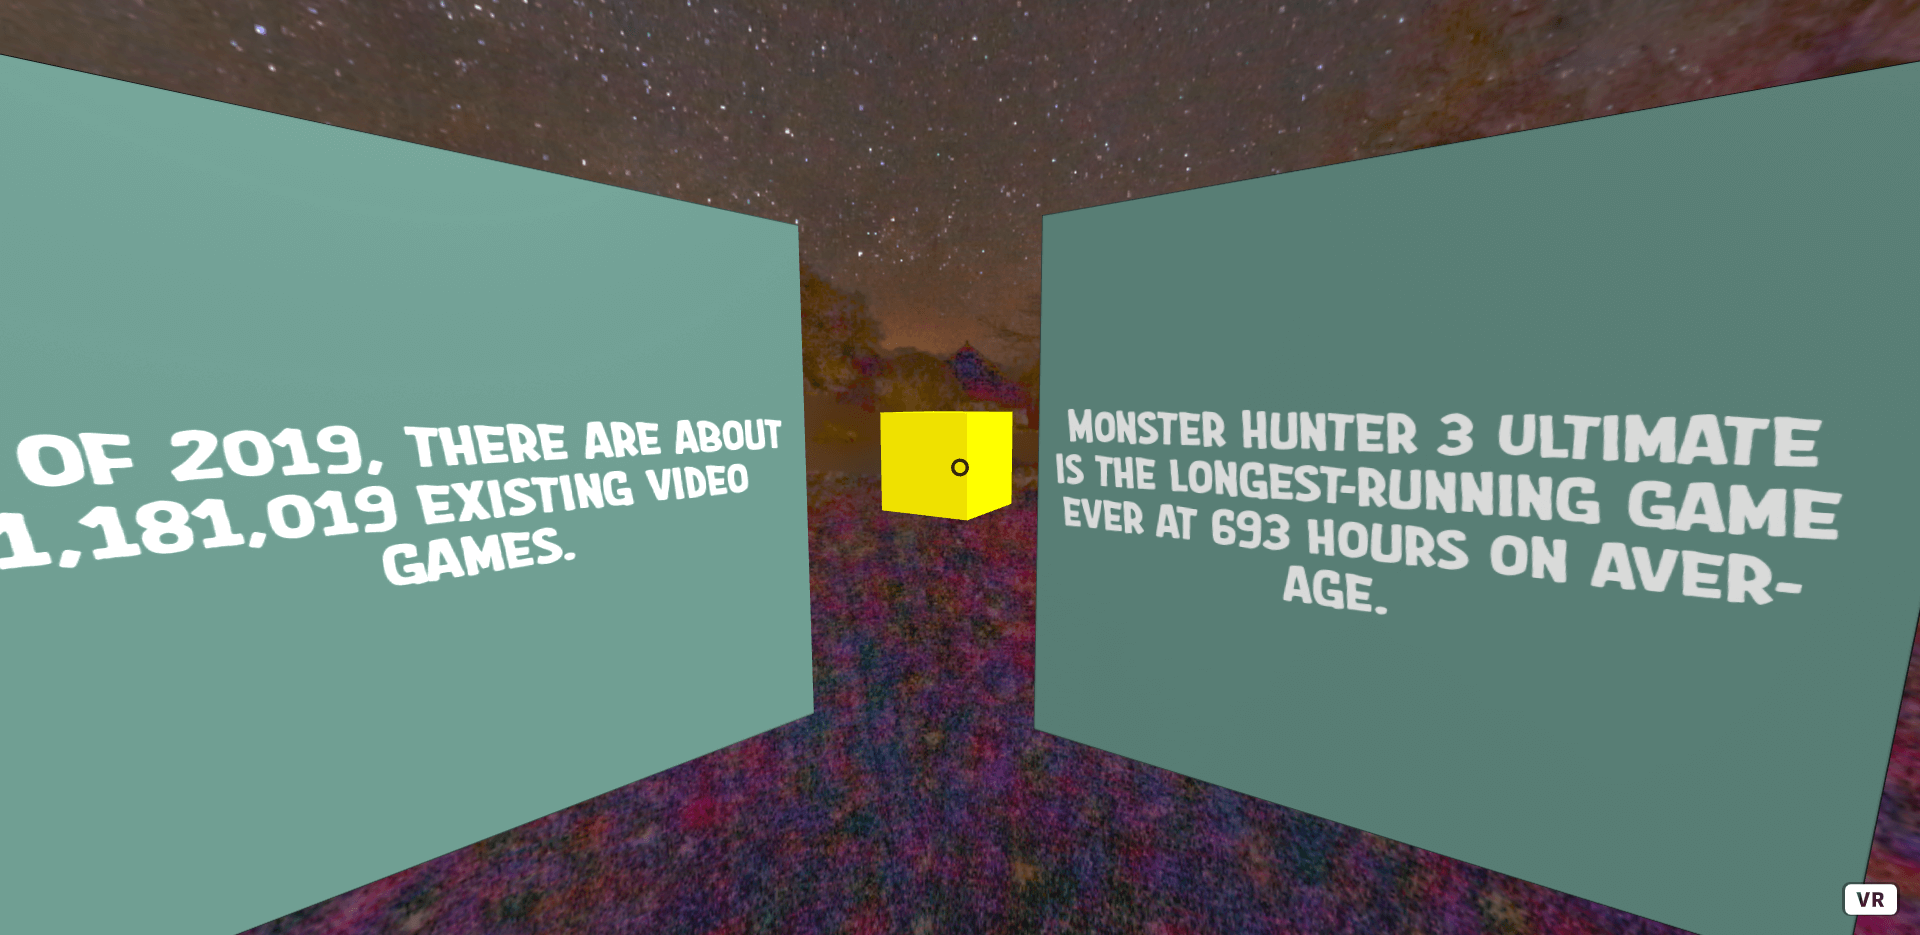 OF 2019, THERE ARE ABOUT
1,181,019 EXISTING VIDEO
GAMES.
MONSTER HUNTER 3 ULTIMATE
IS THE LONGEST-RUNNING GAME
EVER AT 693 HOURS ON AVER-
AGE.
VR